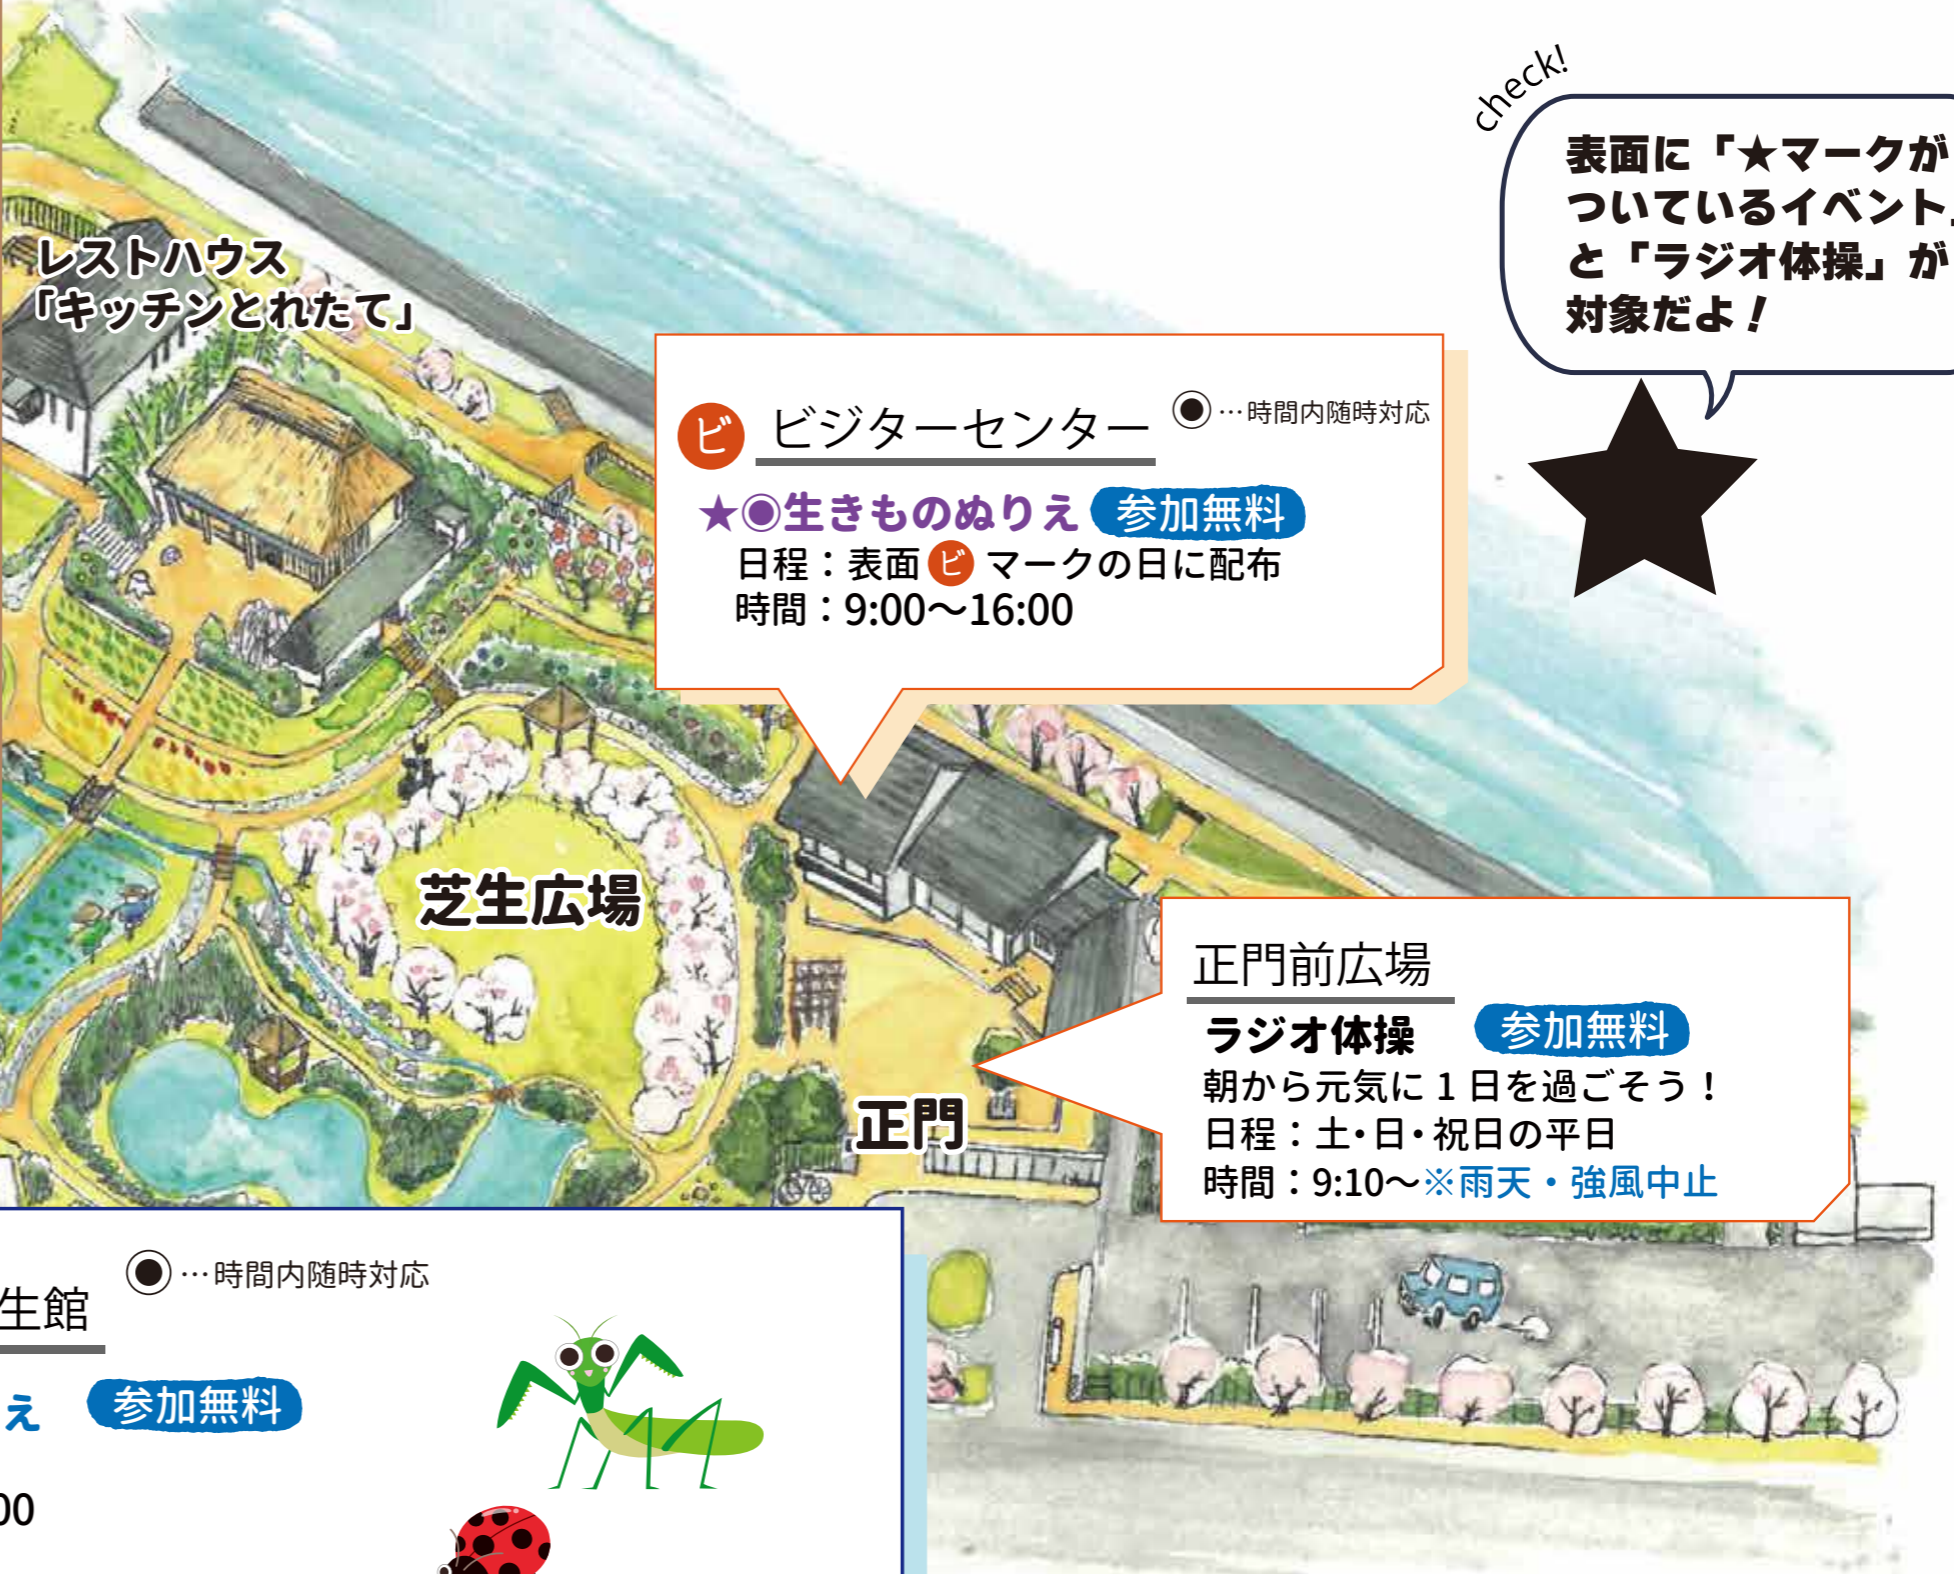 check!
表面に「★マークが
ついているイベント」
と「ラジオ体操」が
対象だよ！
レストハウス
「キッチンとれたて」
ビ ビジターセンター ◉…時間内随時対応
★◉生きものぬりえ 参加無料
日程：表面 ビ マークの日に配布
時間：9:00～16:00
芝生広場
正門前広場
ラジオ体操 参加無料
朝から元気に 1 日を過ごそう！
日程：土・日・祝日の平日
時間：9:10～※雨天・強風中止
正門
◉…時間内随時対応
生館
え 参加無料
00